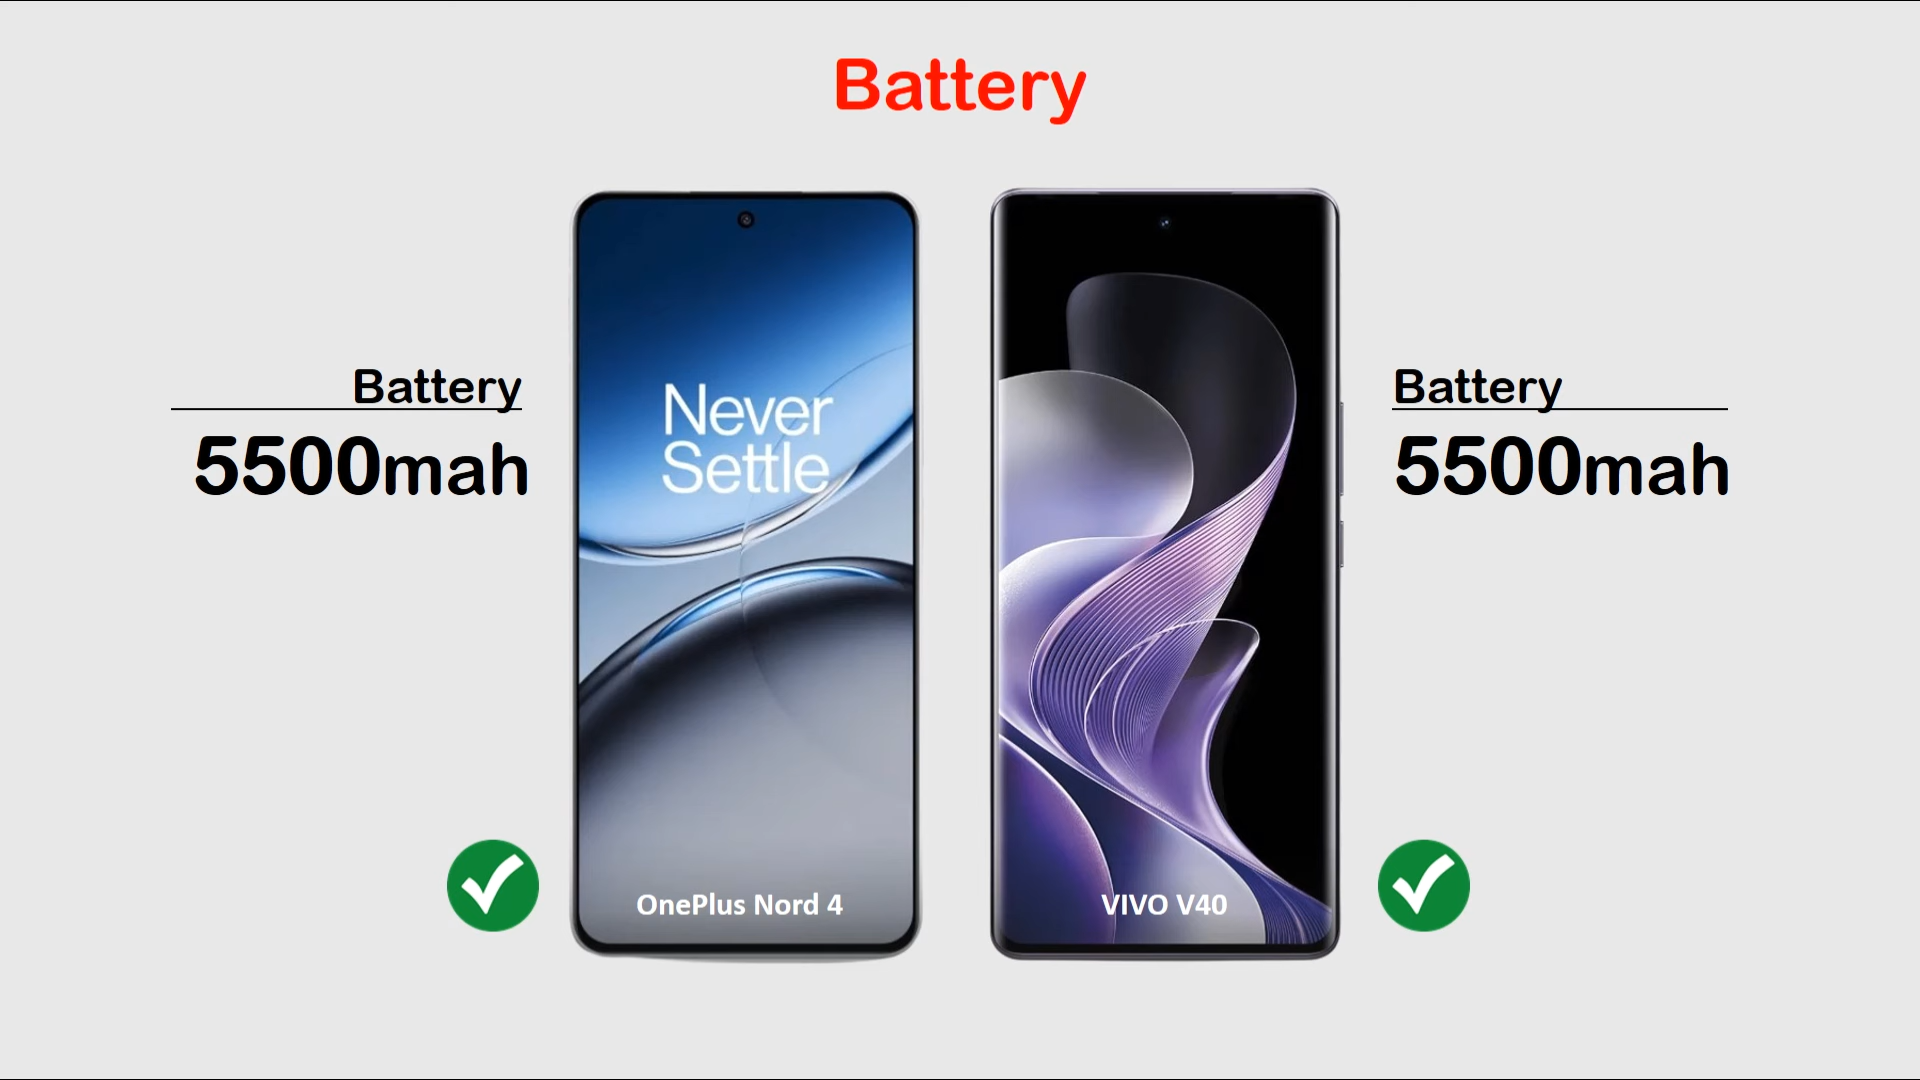 Battery
Battery
5500mah
Never
Settle
OnePlus Nord 4
VIVO V40
Battery
5500mah